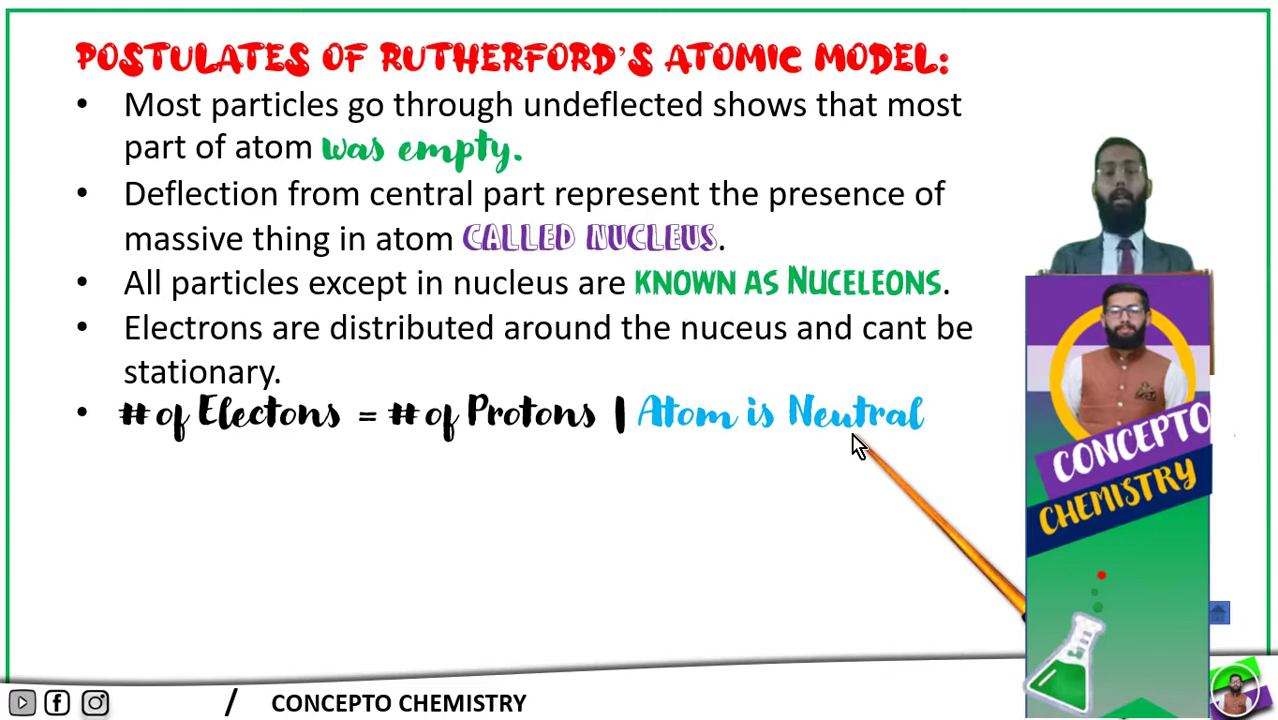 POSTULATES OF RUTHERFORD'S ATOMIC MODEL:
• Most particles go through undeflected shows that most
part of atom was empty.
• Deflection from central part represent the presence of
massive thing in atom CALLED NUCLEUS.
• All particles except in nucleus are KNOWN AS NUCELEONS.
• Electrons are distributed around the nuceus and cant be
stationary.
• # of Electons = # of Protons | Atom is Neutral
CONCEPTO
CHEMISTRY
/ CONCEPTO CHEMISTRY